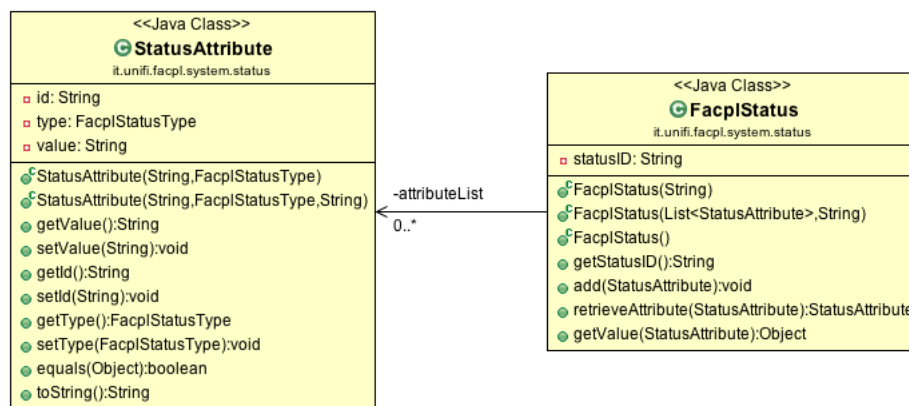 <<Java Class>>
StatusAttribute
it.unifi.facpl.system.status
id: String
type: FacplStatusType
value: String
StatusAttribute(String,FacplStatusType)
StatusAttribute(String,FacplStatusType,String)
getValue():String
setValue(String):void
getId():String
setId(String):void
getType():FacplStatusType
setType(FacplStatusType):void
equals(Object):boolean
toString():String
-attributeList
0..*
<<Java Class>>
FacplStatus
it.unifi.facpl.system.status
statusID: String
FacplStatus(String)
FacplStatus(List<StatusAttribute>,String)
FacplStatus()
getStatusID():String
add(StatusAttribute):void
retrieveAttribute(StatusAttribute):StatusAttribute
getValue(StatusAttribute):Object